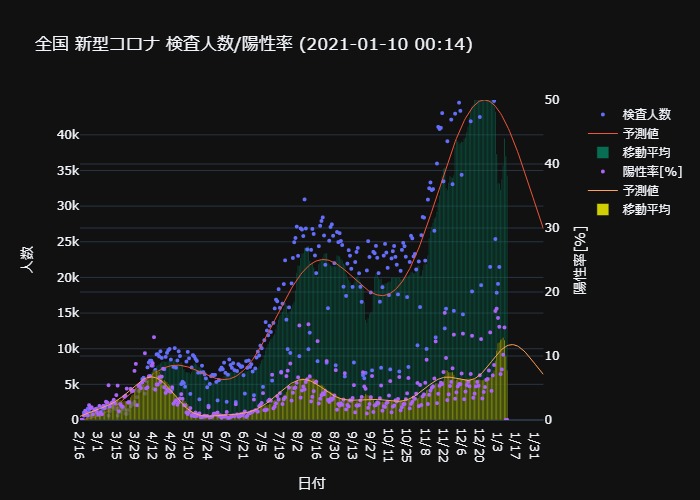 全国 新型コロナ 検査人数/陽性率 (2021-01-10 00:14)
検査人数
予測値
移動平均
陽性率[%]
予測値
移動平均
人数
40k
35k
30k
25k
20k
15k
10k
5k
0
50
40
30
20
10
0
陽性率[%]
2/16
3/1
3/15
3/29
4/12
4/26
5/10
5/24
6/7
6/21
7/5
7/19
8/2
8/16
8/30
9/13
9/27
10/11
10/25
11/8
11/22
12/6
12/20
1/3
1/17
1/31
日付